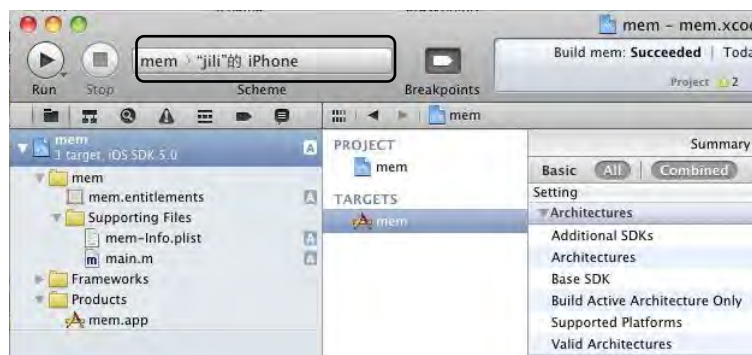 mem - mem.xco
mem › “jili”的 iPhone
Build mem: Succeeded | Toda
Project 2
Run Stop Scheme Breakpoints
mem
mem
1 target, iOS SDK 5.0
A
mem
mem.entitlements
A
Supporting Files
mem-Info.plist
A
m main.m
A
Frameworks
Products
mem.app
PROJECT
mem
TARGETS
mem
Summary
Basic All Combined
Setting
Architectures
Additional SDKs
Architectures
Base SDK
Build Active Architecture Only
Supported Platforms
Valid Architectures